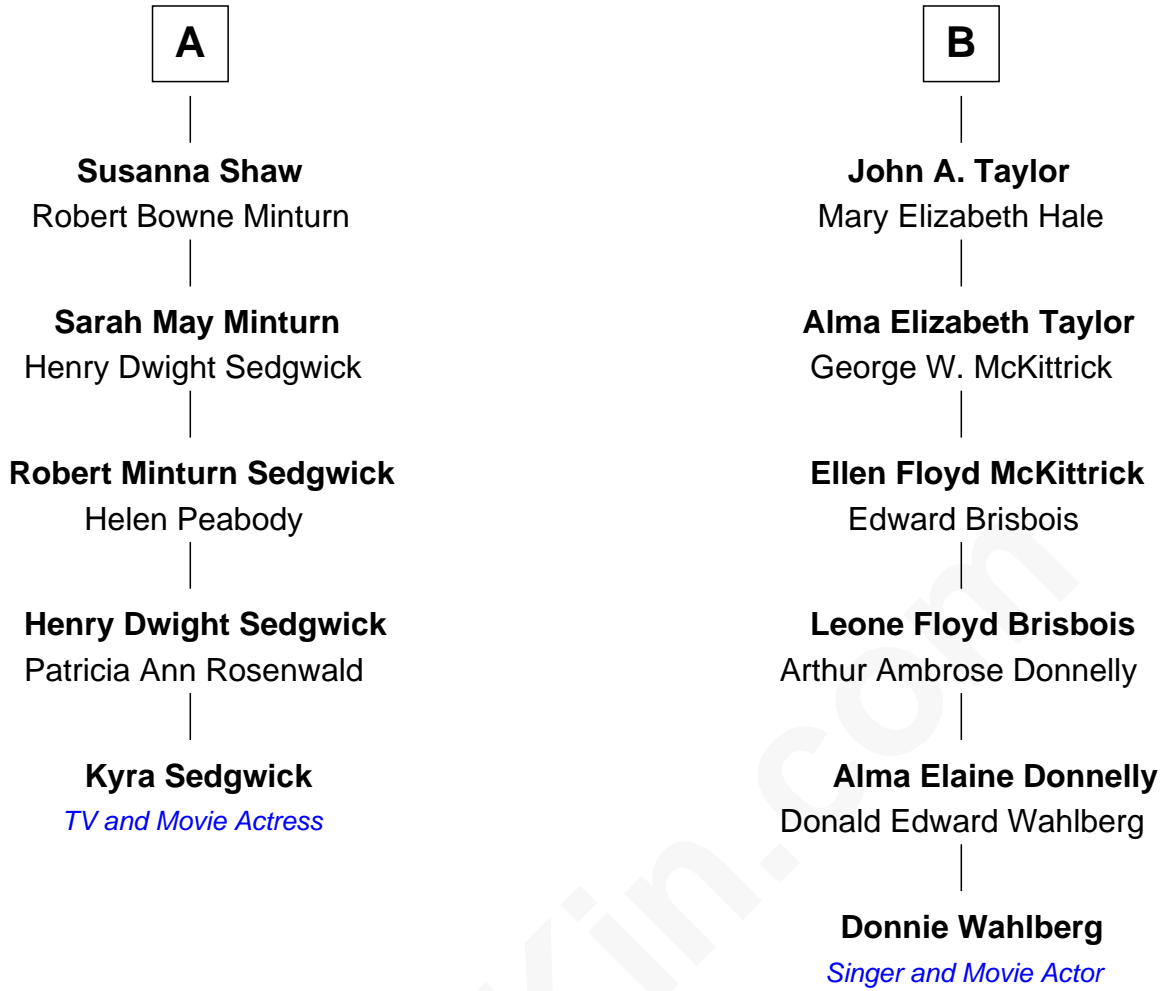 A
Susanna Shaw
Robert Bowne Minturn
Sarah May Minturn
Henry Dwight Sedgwick
Robert Minturn Sedgwick
Helen Peabody
Henry Dwight Sedgwick
Patricia Ann Rosenwald
Kyra Sedgwick
TV and Movie Actress
B
John A. Taylor
Mary Elizabeth Hale
Alma Elizabeth Taylor
George W. McKittrick
Ellen Floyd McKittrick
Edward Brisbois
Leone Floyd Brisbois
Arthur Ambrose Donnelly
Alma Elaine Donnelly
Donald Edward Wahlberg
Donnie Wahlberg
Singer and Movie Actor
Kin.com